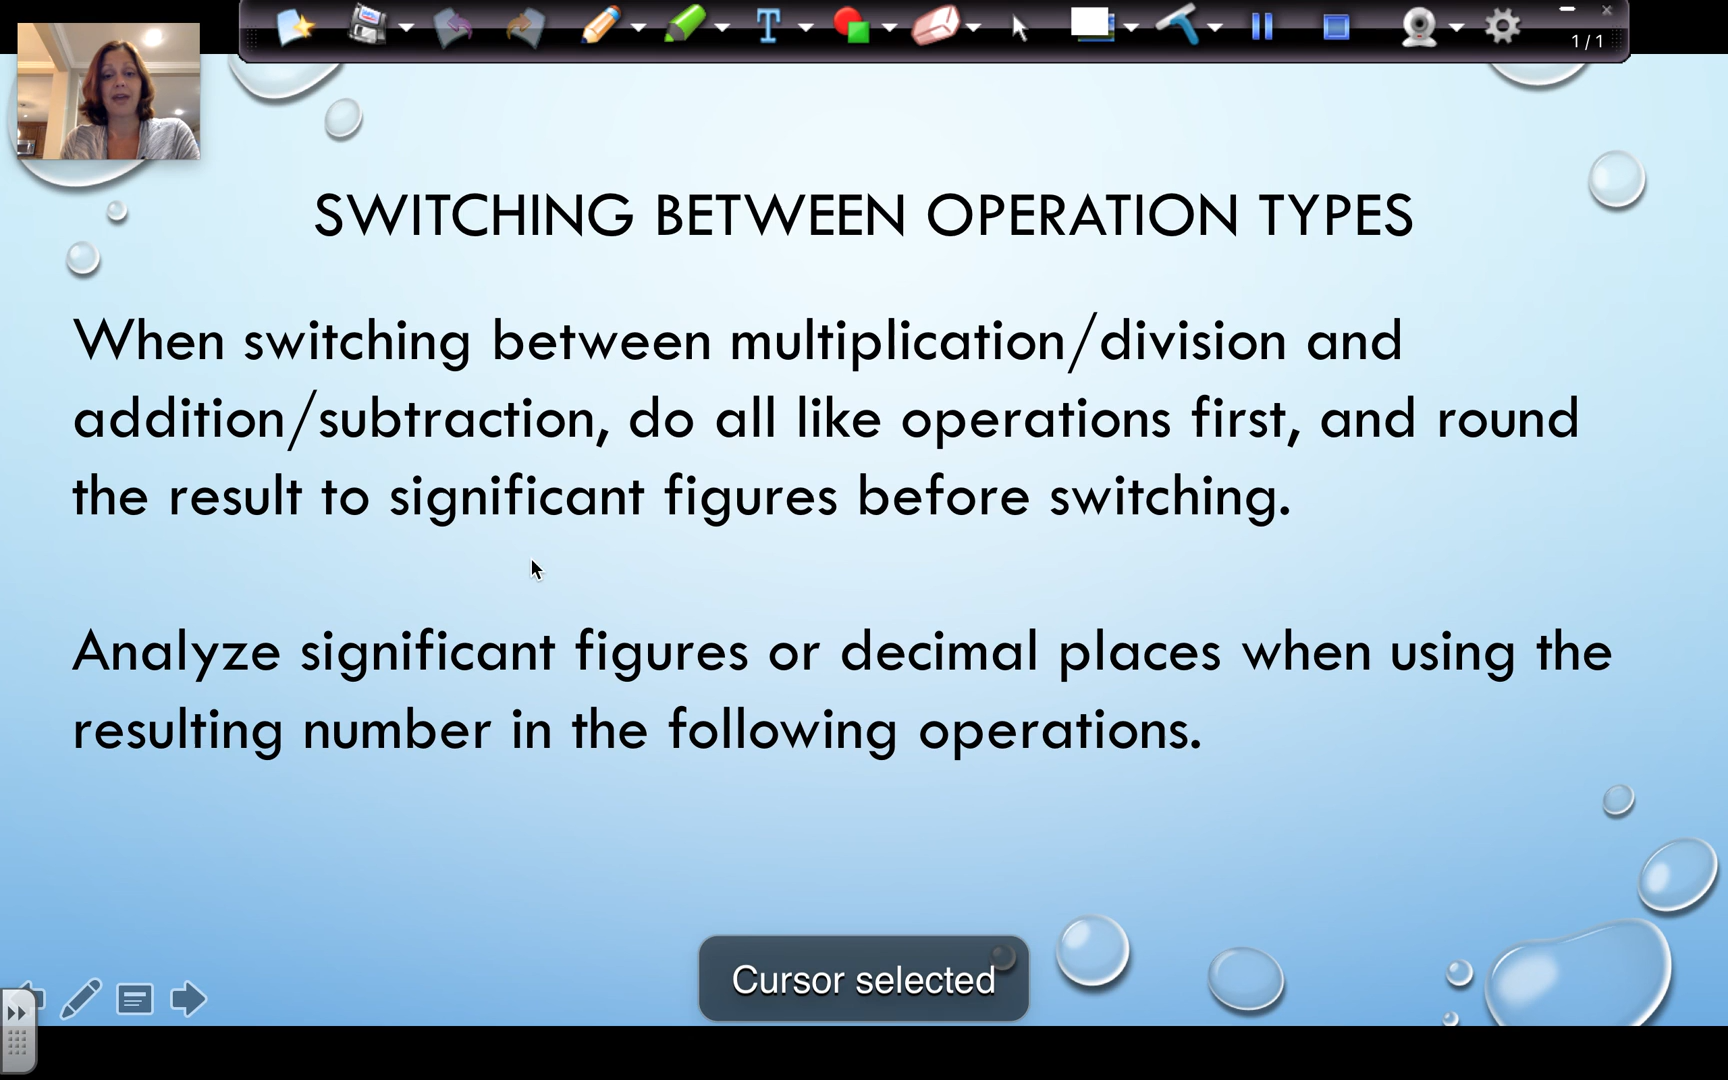 1 / 1
SWITCHING BETWEEN OPERATION TYPES
When switching between multiplication/division and
addition/subtraction, do all like operations first, and round
the result to significant figures before switching.
Analyze significant figures or decimal places when using the
resulting number in the following operations.
Cursor selected